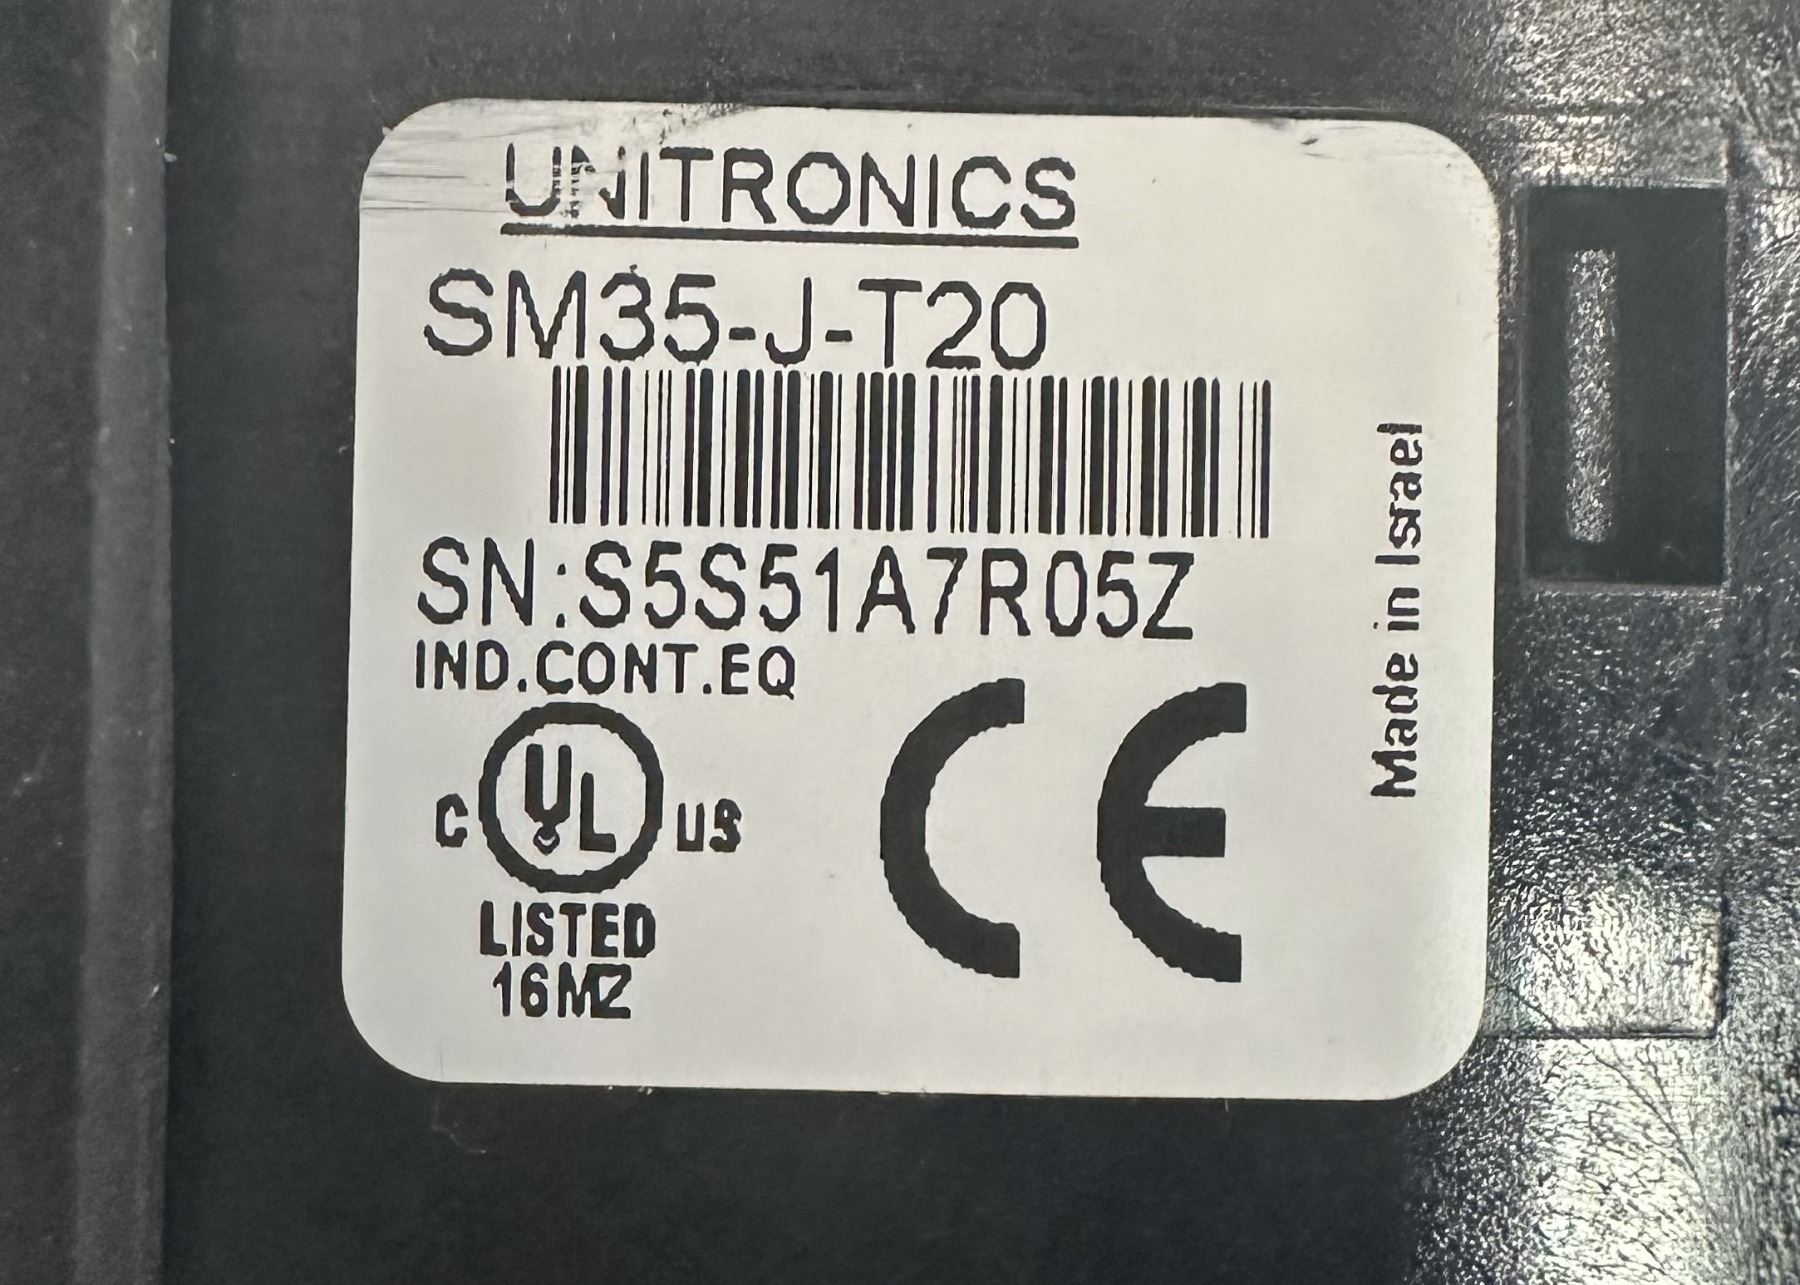 UNITRONICS
SM35-J-T20
SN:S5S51A7R05Z
IND.CONT.EQ
C UL US
LISTED
16MZ
CE
Made in Israel